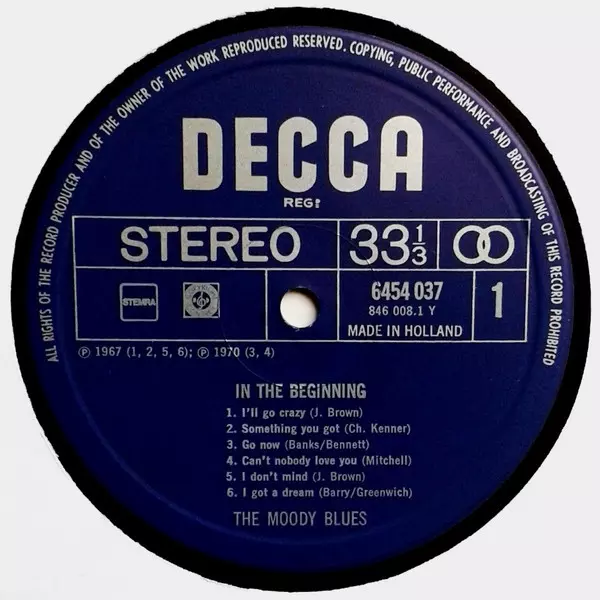 ALL RIGHTS OF THE RECORD PRODUCER AND OF THE OWNER OF THE WORK REPRODUCED RESERVED. COPYING, PUBLIC PERFORMANCE AND BROADCASTING OF THIS RECORD PROHIBITED
DECCA
REG!
STEREO
33⅓
STEMRA
6454 037
846 008.1 Y
MADE IN HOLLAND
1
℗ 1967 (1, 2, 5, 6); ℗ 1970 (3, 4)
IN THE BEGINNING
1. I'll go crazy (J. Brown)
2. Something you got (Ch. Kenner)
3. Go now (Banks/Bennett)
4. Can't nobody love you (Mitchell)
5. I don't mind (J. Brown)
6. I got a dream (Barry/Greenwich)
THE MOODY BLUES